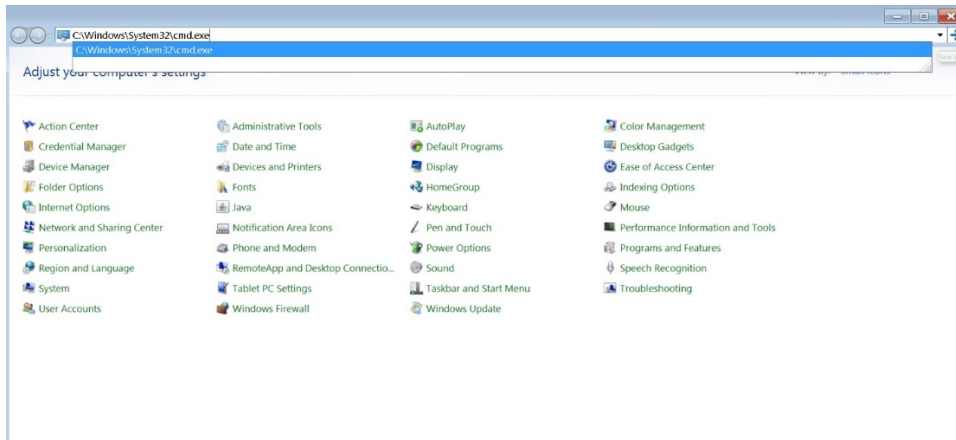 C:\Windows\System32\cmd.exe
C:\Windows\System32\cmd.exe
Adjust your computer's settings
Action Center
Administrative Tools
AutoPlay
Color Management
Credential Manager
Date and Time
Default Programs
Desktop Gadgets
Device Manager
Devices and Printers
Display
Ease of Access Center
Folder Options
Fonts
HomeGroup
Indexing Options
Internet Options
Java
Keyboard
Mouse
Network and Sharing Center
Notification Area Icons
Pen and Touch
Performance Information and Tools
Personalization
Phone and Modem
Power Options
Programs and Features
Region and Language
RemoteApp and Desktop Connectio...
Sound
Speech Recognition
System
Tablet PC Settings
Taskbar and Start Menu
Troubleshooting
User Accounts
Windows Firewall
Windows Update